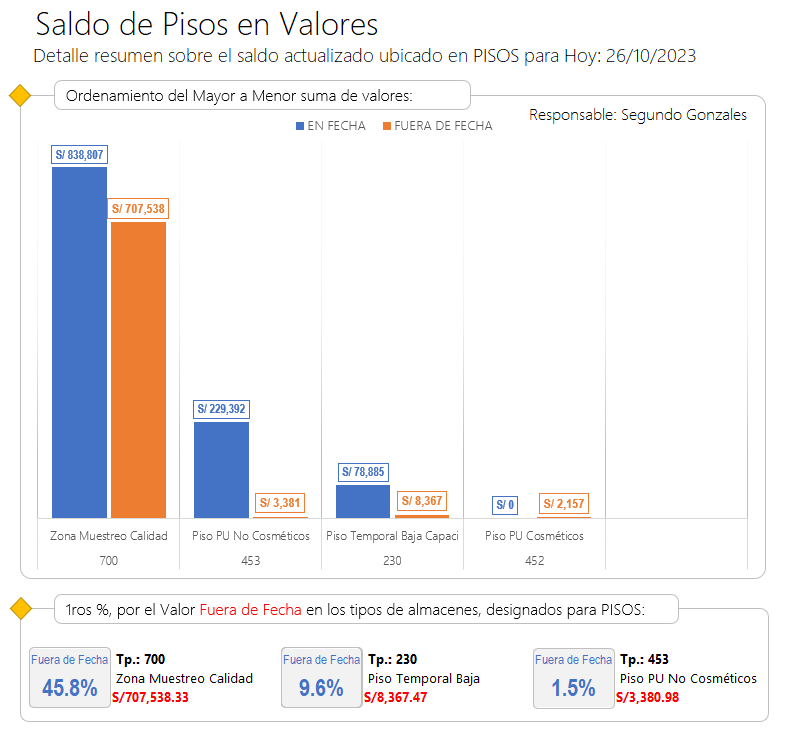 Saldo de Pisos en Valores
Detalle resumen sobre el saldo actualizado ubicado en PISOS para Hoy: 26/10/2023
Ordenamiento del Mayor a Menor suma de valores:
Responsable: Segundo Gonzales
EN FECHA FUERA DE FECHA
S/ 838,807
S/ 707,538
S/ 229,392
S/ 3,381
S/ 78,885
S/ 8,367
S/ 0
S/ 2,157
Zona Muestreo Calidad Piso PU No Cosméticos Piso Temporal Baja Capaci Piso PU Cosméticos
700 453 230 452
1ros %, por el Valor Fuera de Fecha en los tipos de almacenes, designados para PISOS:
Fuera de Fecha
45.8%
Tp.: 700
Zona Muestreo Calidad
S/707,538.33
Fuera de Fecha
9.6%
Tp.: 230
Piso Temporal Baja
S/8,367.47
Fuera de Fecha
1.5%
Tp.: 453
Piso PU No Cosméticos
S/3,380.98